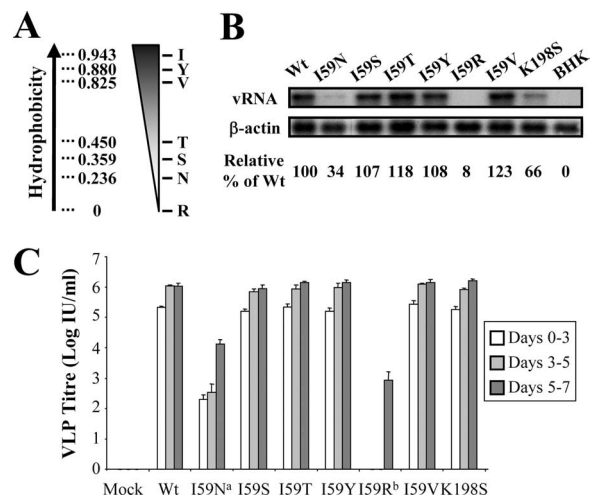 A
Hydrophobicity
0.943 I
0.880 Y
0.825 V
0.450 T
0.359 S
0.236 N
0 R
B
Wt I59N I59S I59T I59Y I59R I59V K198S BHK
vRNA
β-actin
Relative
% of Wt 100 34 107 118 108 8 123 66 0
C
VLP Titre (Log IU/ml)
7
6
5
4
3
2
1
0
Mock Wt I59Nᵃ I59S I59T I59Y I59Rᵇ I59V K198S
Days 0-3
Days 3-5
Days 5-7